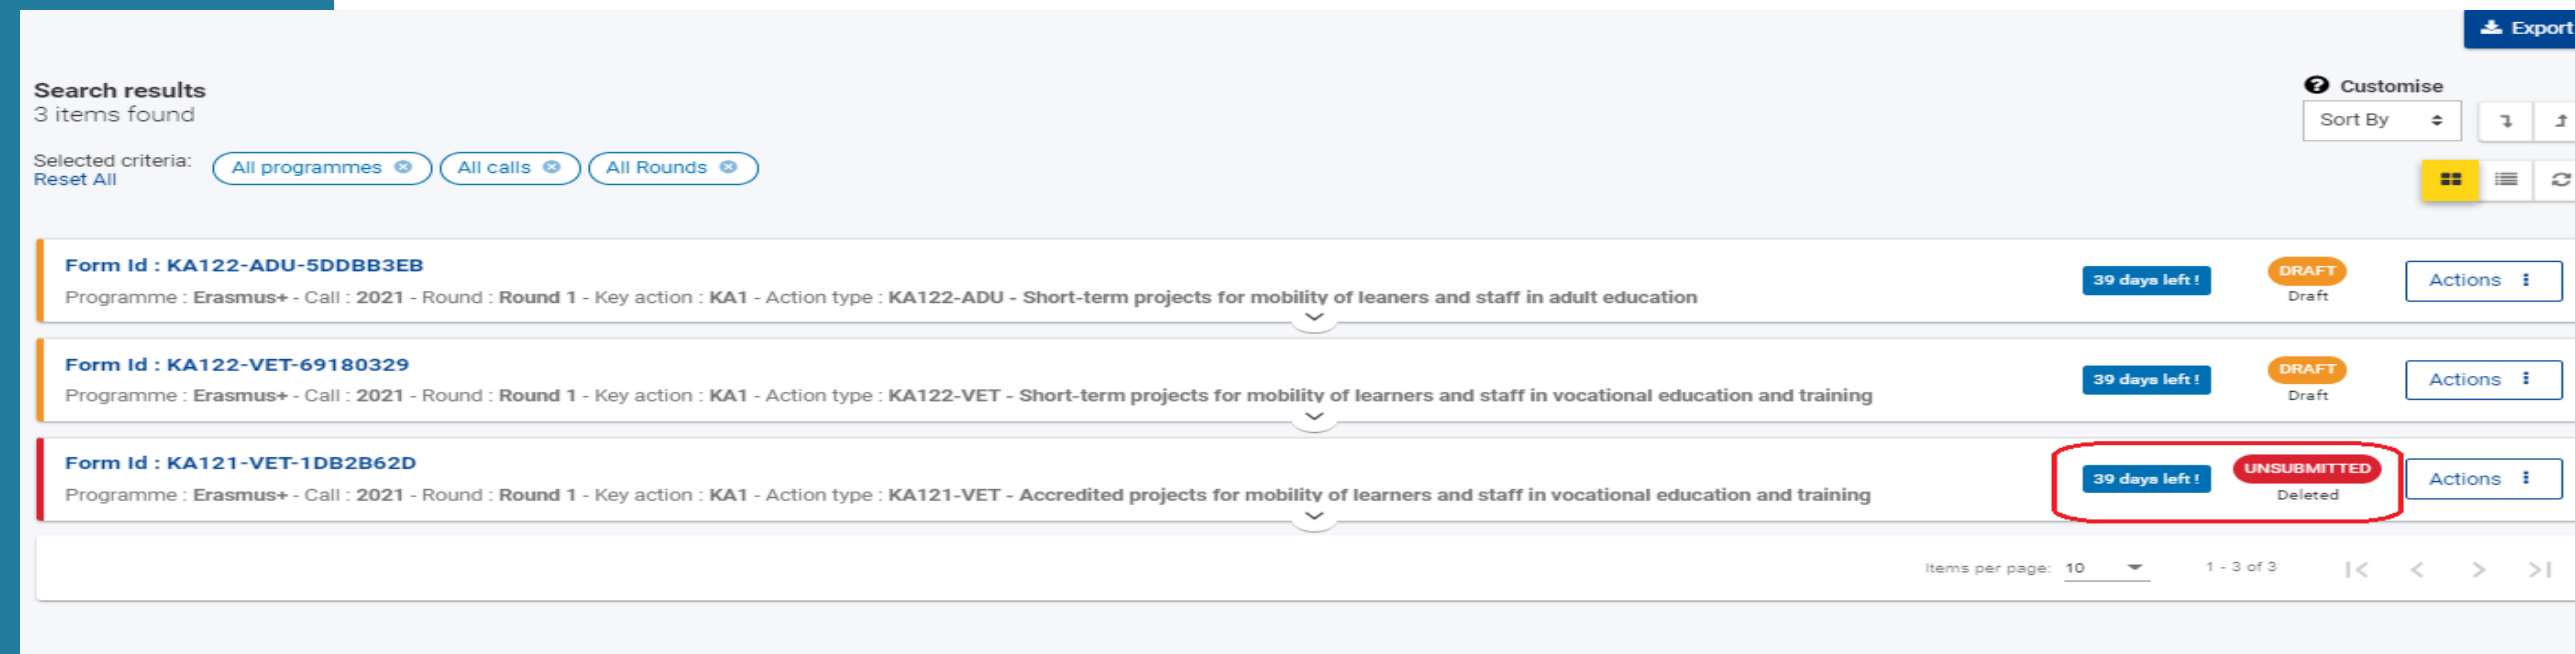 Export
Search results
3 items found
Customise
Sort By
Selected criteria:
Reset All
All programmes
All calls
All Rounds
Form Id : KA122-ADU-5DDBB3EB
Programme : Erasmus+ - Call : 2021 - Round : Round 1 - Key action : KA1 - Action type : KA122-ADU - Short-term projects for mobility of leaners and staff in adult education
39 days left !
DRAFT
Draft
Actions
Form Id : KA122-VET-69180329
Programme : Erasmus+ - Call : 2021 - Round : Round 1 - Key action : KA1 - Action type : KA122-VET - Short-term projects for mobility of learners and staff in vocational education and training
39 days left !
DRAFT
Draft
Actions
Form Id : KA121-VET-1DB2B62D
Programme : Erasmus+ - Call : 2021 - Round : Round 1 - Key action : KA1 - Action type : KA121-VET - Accredited projects for mobility of learners and staff in vocational education and training
39 days left !
UNSUBMITTED
Deleted
Actions
Items per page: 10
1 - 3 of 3